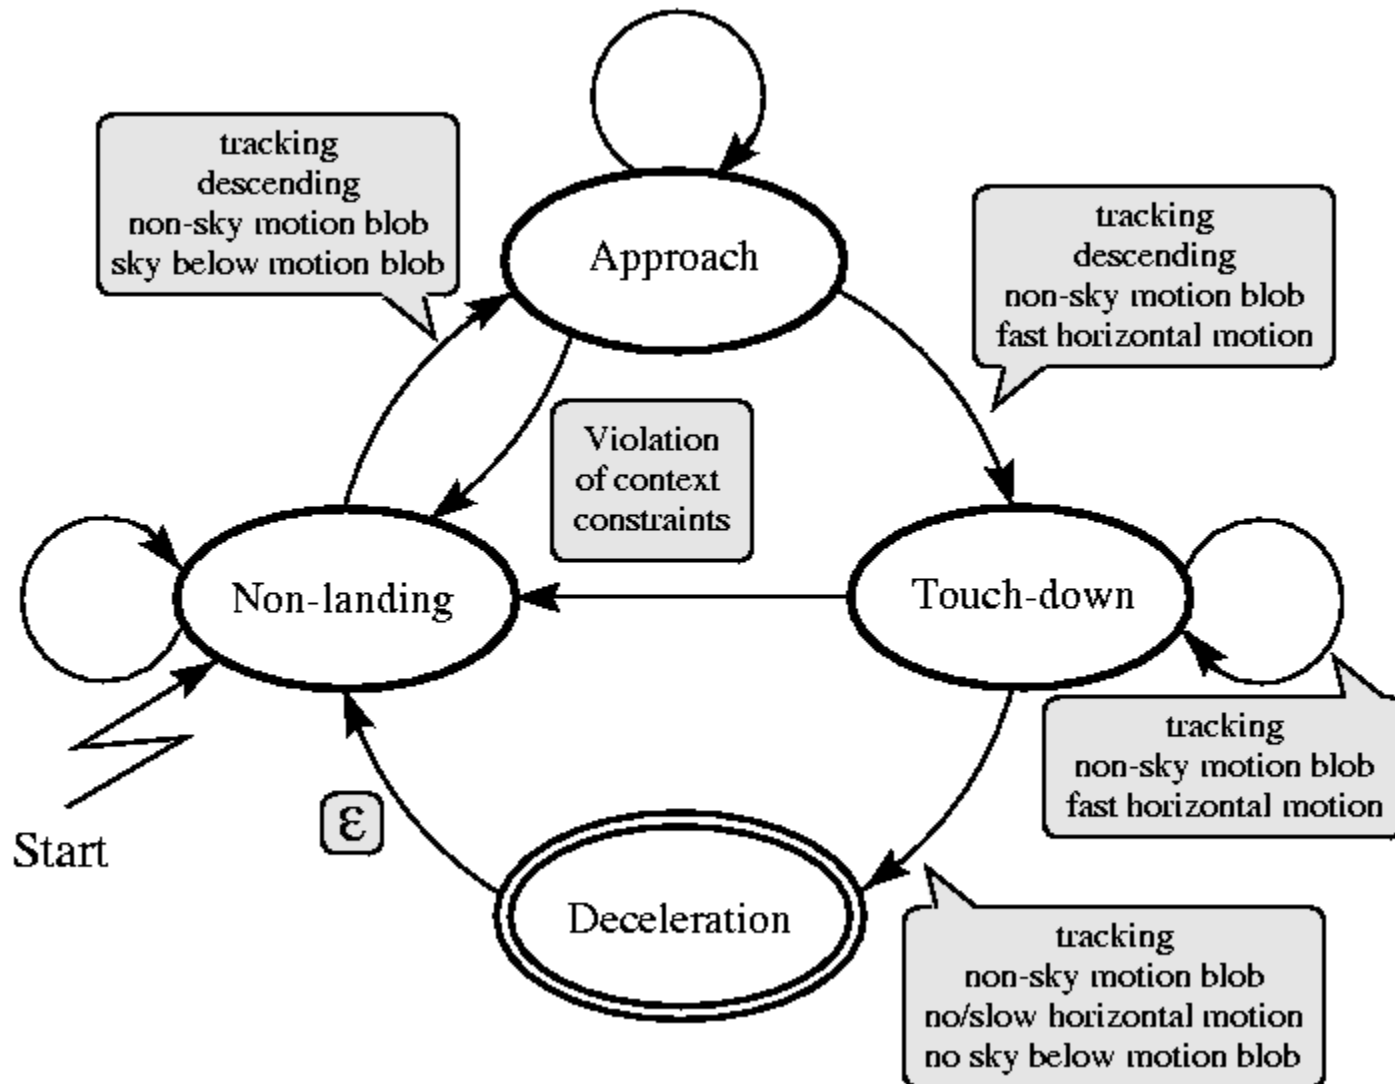 tracking
descending
non-sky motion blob
sky below motion blob
Approach
tracking
descending
non-sky motion blob
fast horizontal motion
Violation
of context
constraints
Non-landing
Touch-down
tracking
non-sky motion blob
fast horizontal motion
Start
ε
Deceleration
tracking
non-sky motion blob
no/slow horizontal motion
no sky below motion blob